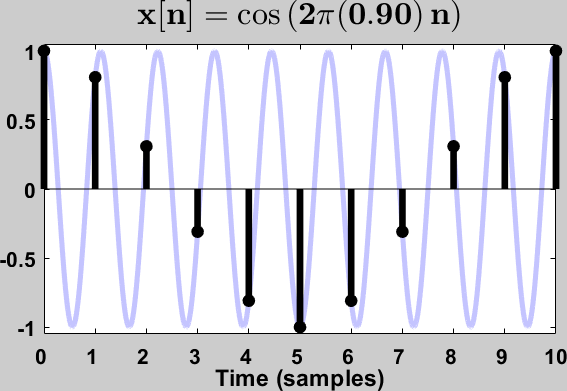 x[n] = cos (2π(0.90) n)
1
0.5
0
-0.5
-1
0 1 2 3 4 5 6 7 8 9 10
Time (samples)